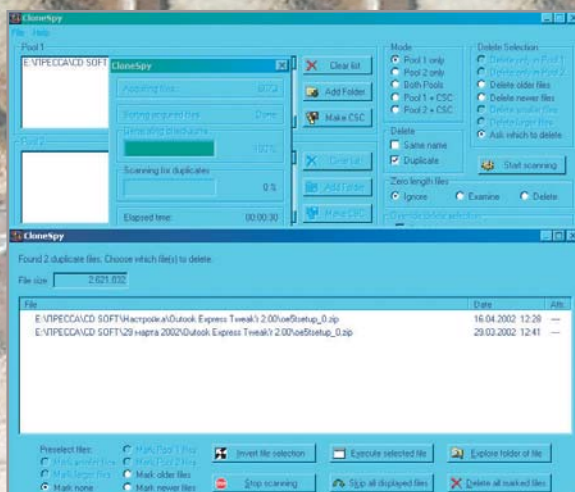 CloneSpy
File Help
Pool 1
E:\ПРЕССА\CD SOFT
Clear list
Add Folder
Make CSC
CloneSpy
Acquiring files:
Sorting acquired files: Done
Generating checksums:
Scanning for duplicates
0 %
Elapsed time: 00:00:30
Pool 2
Clear list
Add Folder
Make CSC
Mode
Pool 1 only
Pool 2 only
Both Pools
Pool 1 + CSC
Pool 2 + CSC
Delete
Same name
Duplicate
Delete Selection
Delete only in Pool 1
Delete only in Pool 2
Delete older files
Delete newer files
Delete smaller files
Delete larger files
Ask which to delete
Start scanning
Zero length files
Ignore Examine Delete
Override delete selection
CloneSpy
Found 2 duplicate files. Choose which file(s) to delete.
File size 2.621.832
File Date Attr.
E:\ПРЕССА\CD SOFT\Настройка\Outook Express Tweak'r 2.00\oe5tsetup_0.zip 16.04.2002 12:28 ---
E:\ПРЕССА\CD SOFT\29 марта 2002\Outook Express Tweak'r 2.00\oe5tsetup_0.zip 29.03.2002 12:41 ---
Preselect files:
Mark smaller files
Mark larger files
Mark none
Mark Pool 1 files
Mark Pool 2 files
Mark older files
Mark newer files
Invert file selection
Execute selected file
Explore folder of file
Stop scanning
Skip all displayed files
Delete all marked files